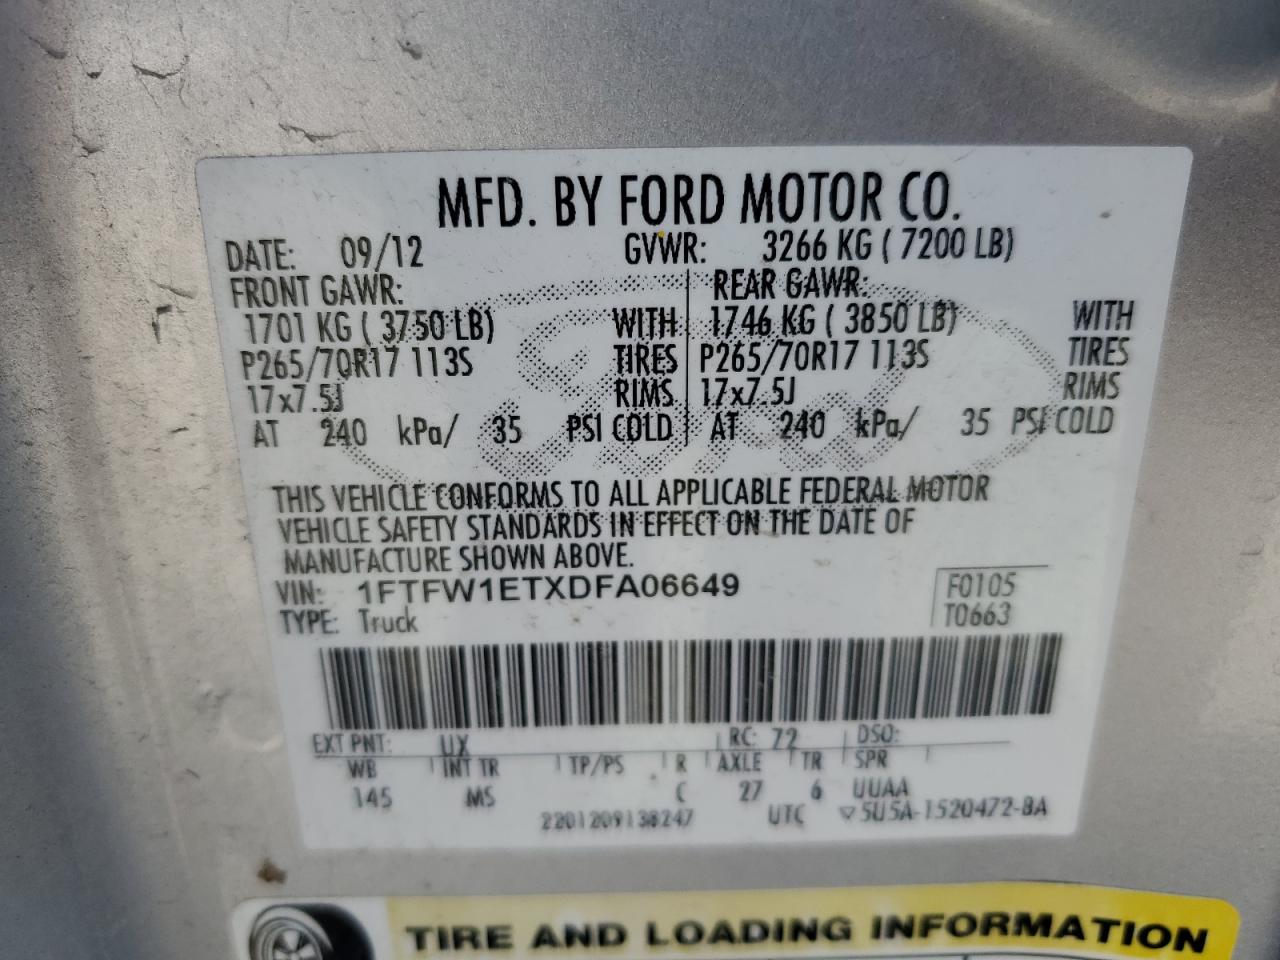 MFD. BY FORD MOTOR CO.
DATE: 09/12 GVWR: 3266 KG ( 7200 LB)
FRONT GAWR: REAR GAWR:
1701 KG ( 3750 LB) WITH 1746 KG ( 3850 LB) WITH
P265/70R17 113S TIRES P265/70R17 113S TIRES
17x7.5J RIMS 17x7.5J RIMS
AT 240 kPa/ 35 PSI COLD AT 240 kPa/ 35 PSI COLD
Ford
THIS VEHICLE CONFORMS TO ALL APPLICABLE FEDERAL MOTOR
VEHICLE SAFETY STANDARDS IN EFFECT ON THE DATE OF
MANUFACTURE SHOWN ABOVE.
VIN: 1FTFW1ETXDFA06649 F0105
TYPE: Truck T0663
EXT PNT: UX RC: 72 DSO:
WB INT TR TP/PS R AXLE TR SPR
145 MS C 27 6 UUAA
2201209138247 UTC ▽5U5A-1520472-BA
TIRE AND LOADING INFORMATION